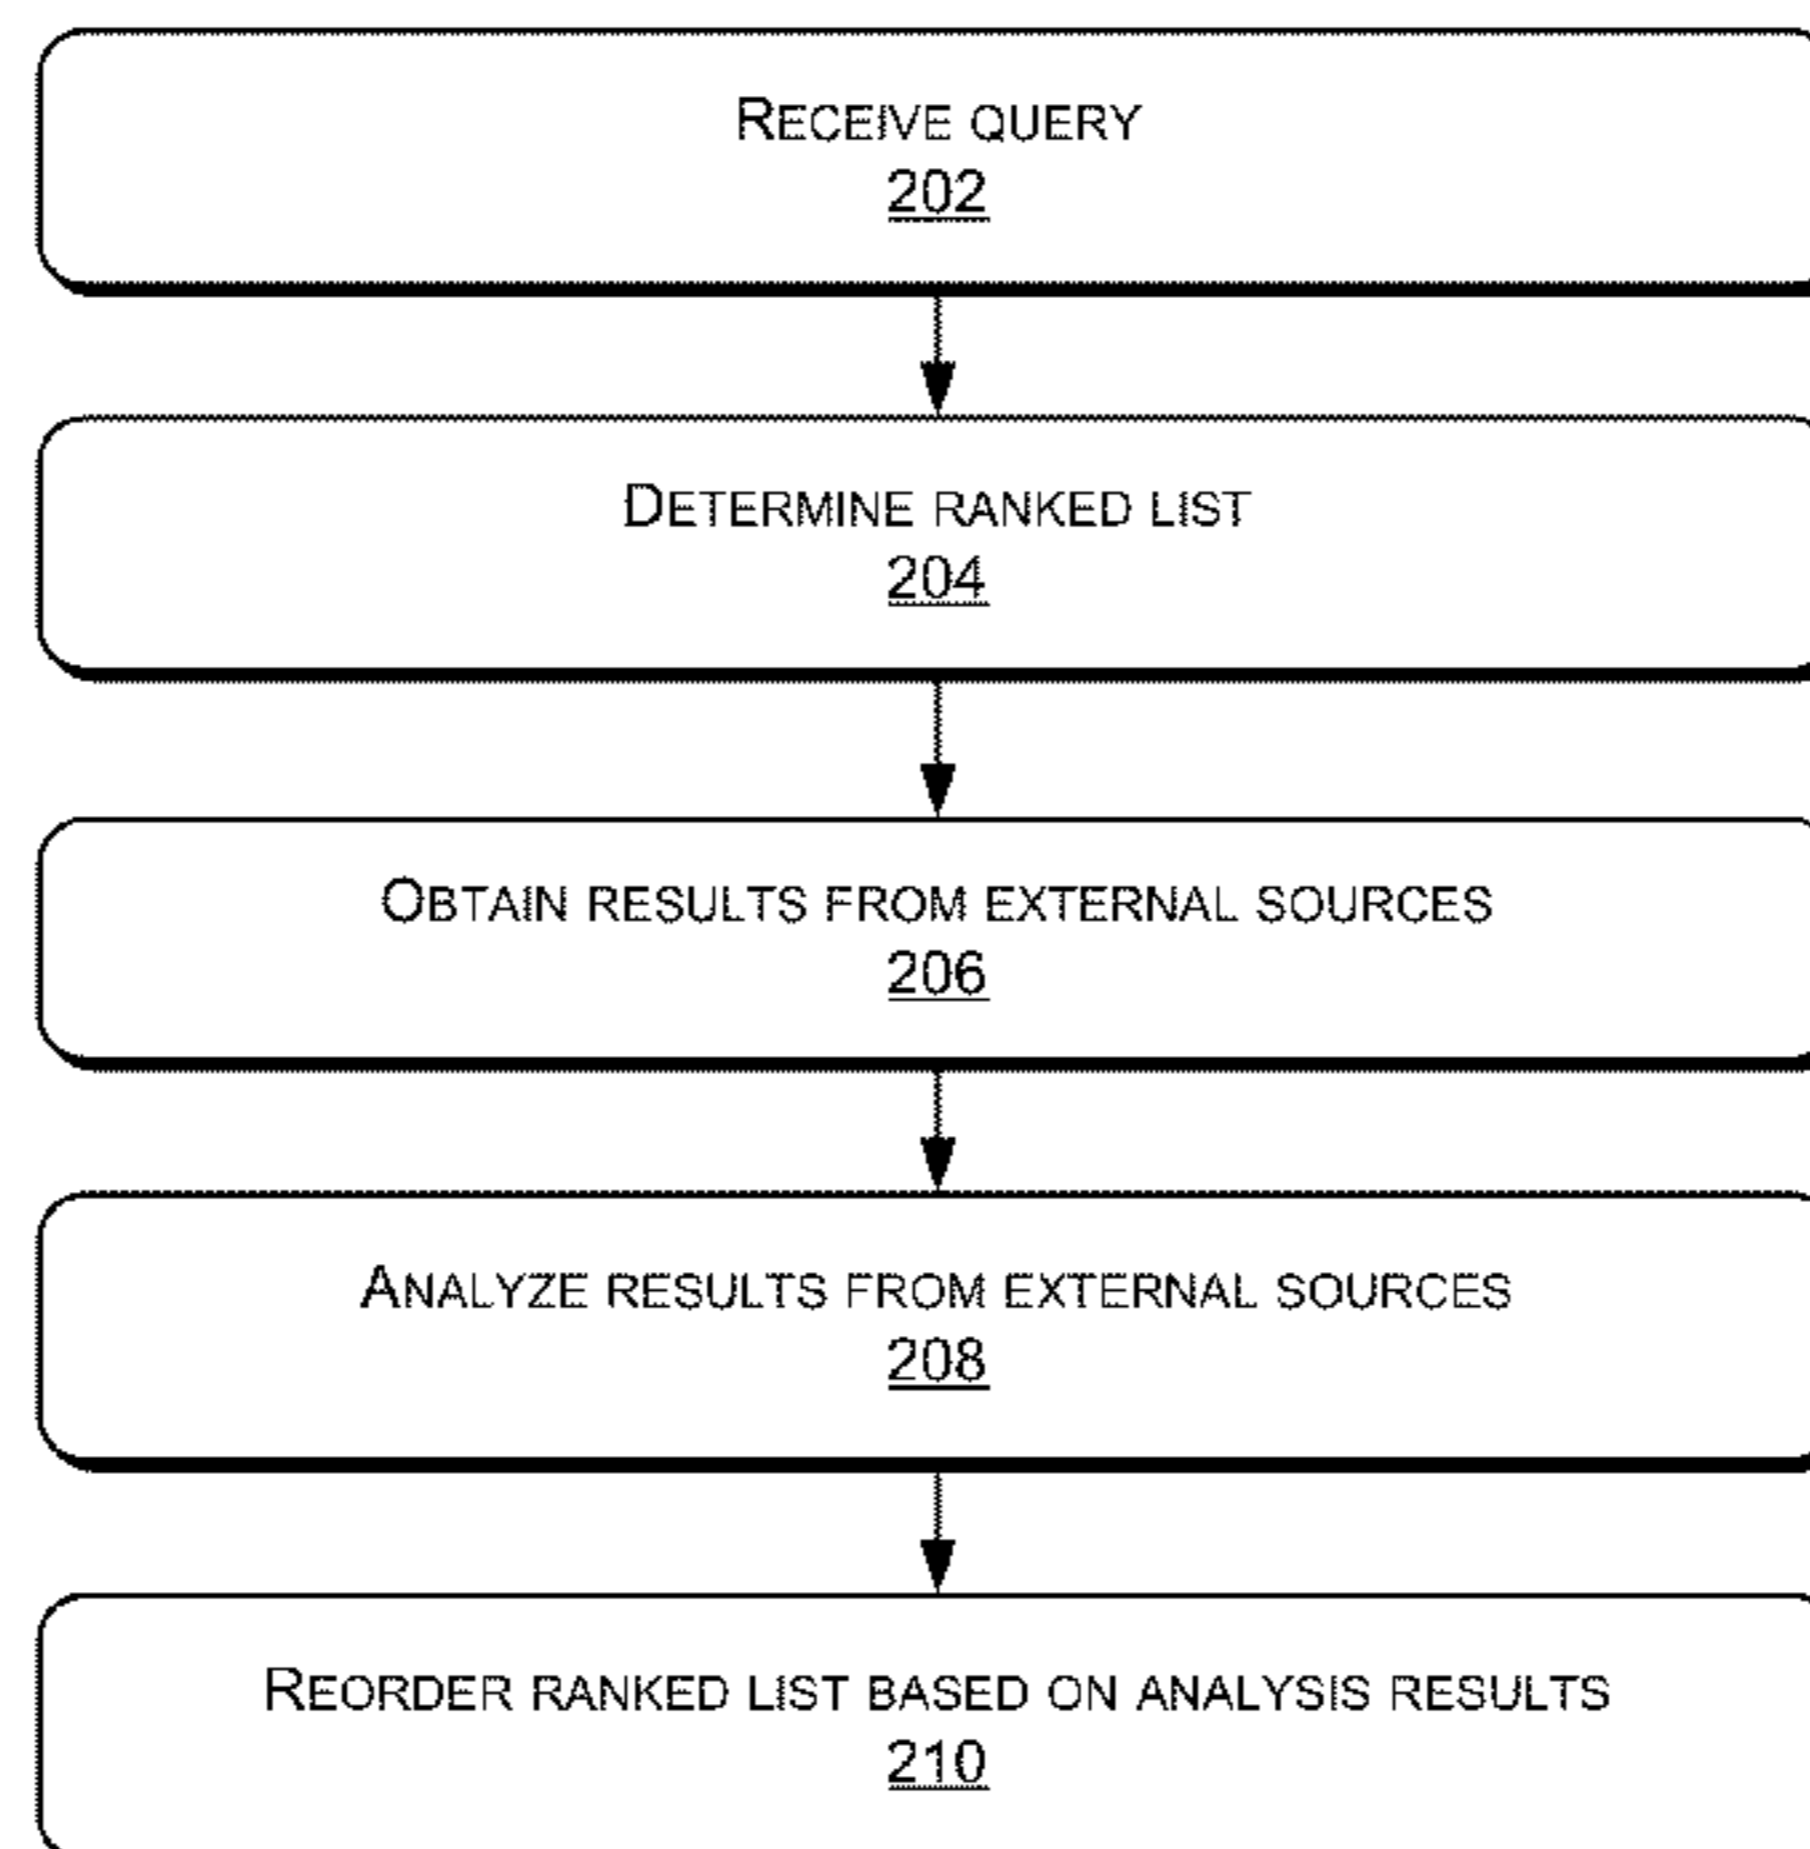 RECEIVE QUERY
202
DETERMINE RANKED LIST
204
OBTAIN RESULTS FROM EXTERNAL SOURCES
206
ANALYZE RESULTS FROM EXTERNAL SOURCES
208
REORDER RANKED LIST BASED ON ANALYSIS RESULTS
210